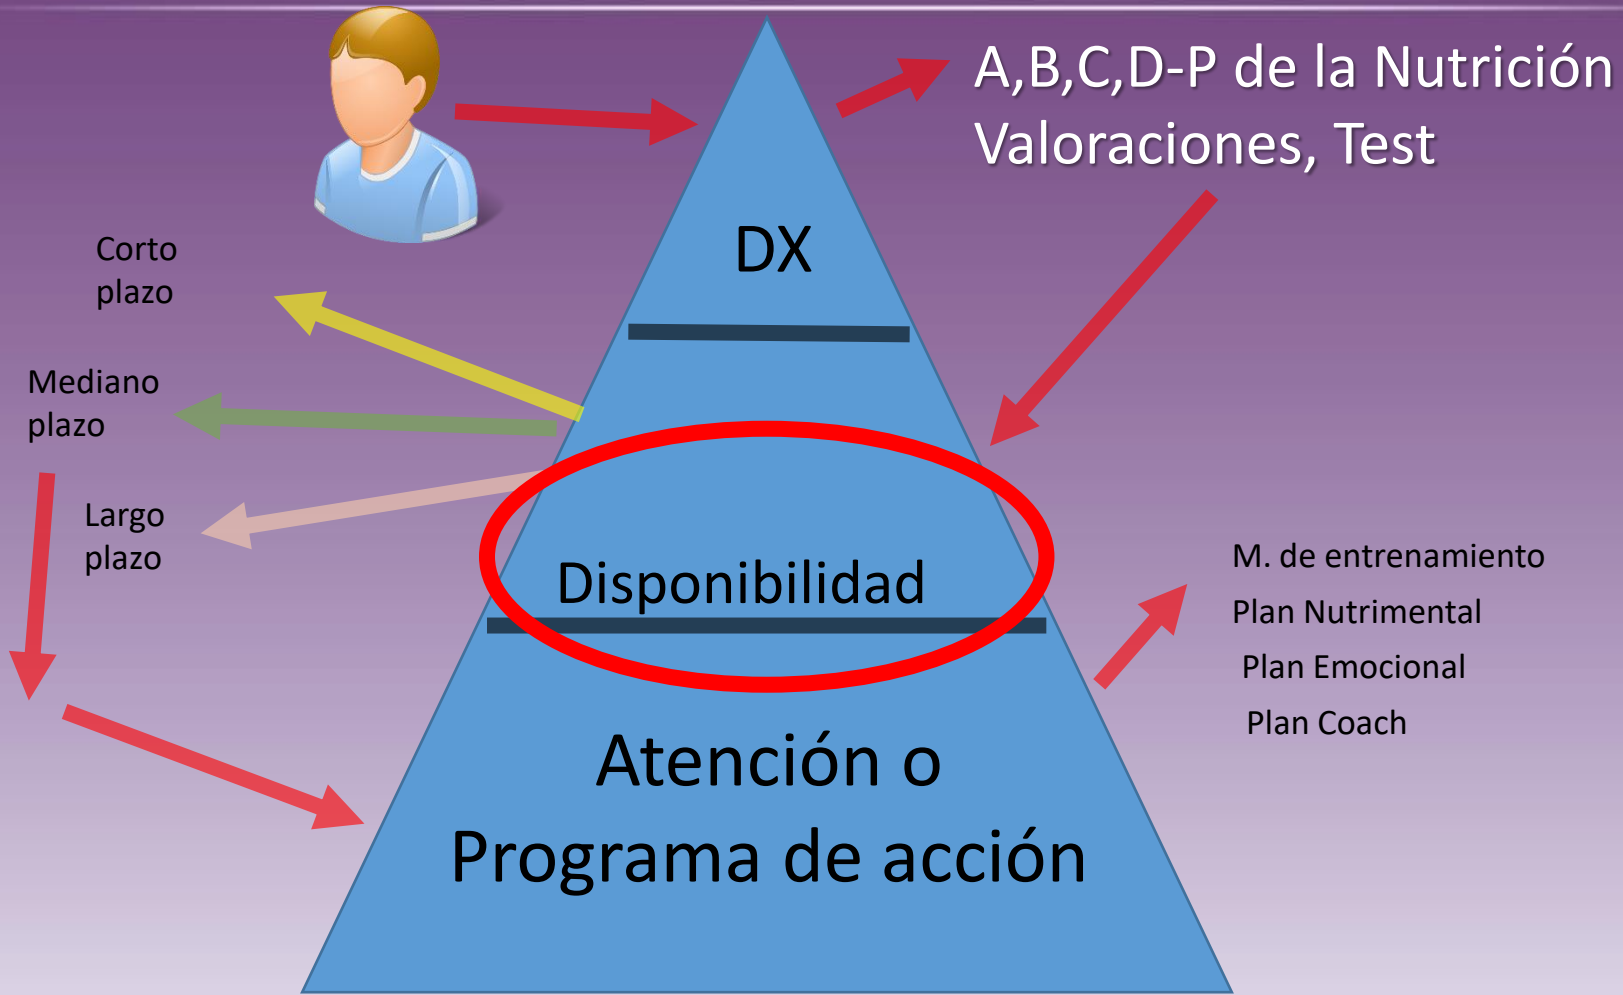 A,B,C,D-P de la Nutrición
Valoraciones, Test
DX
Corto
plazo
Mediano
plazo
Largo
plazo
Disponibilidad
M. de entrenamiento
Plan Nutrimental
Plan Emocional
Plan Coach
Atención o
Programa de acción